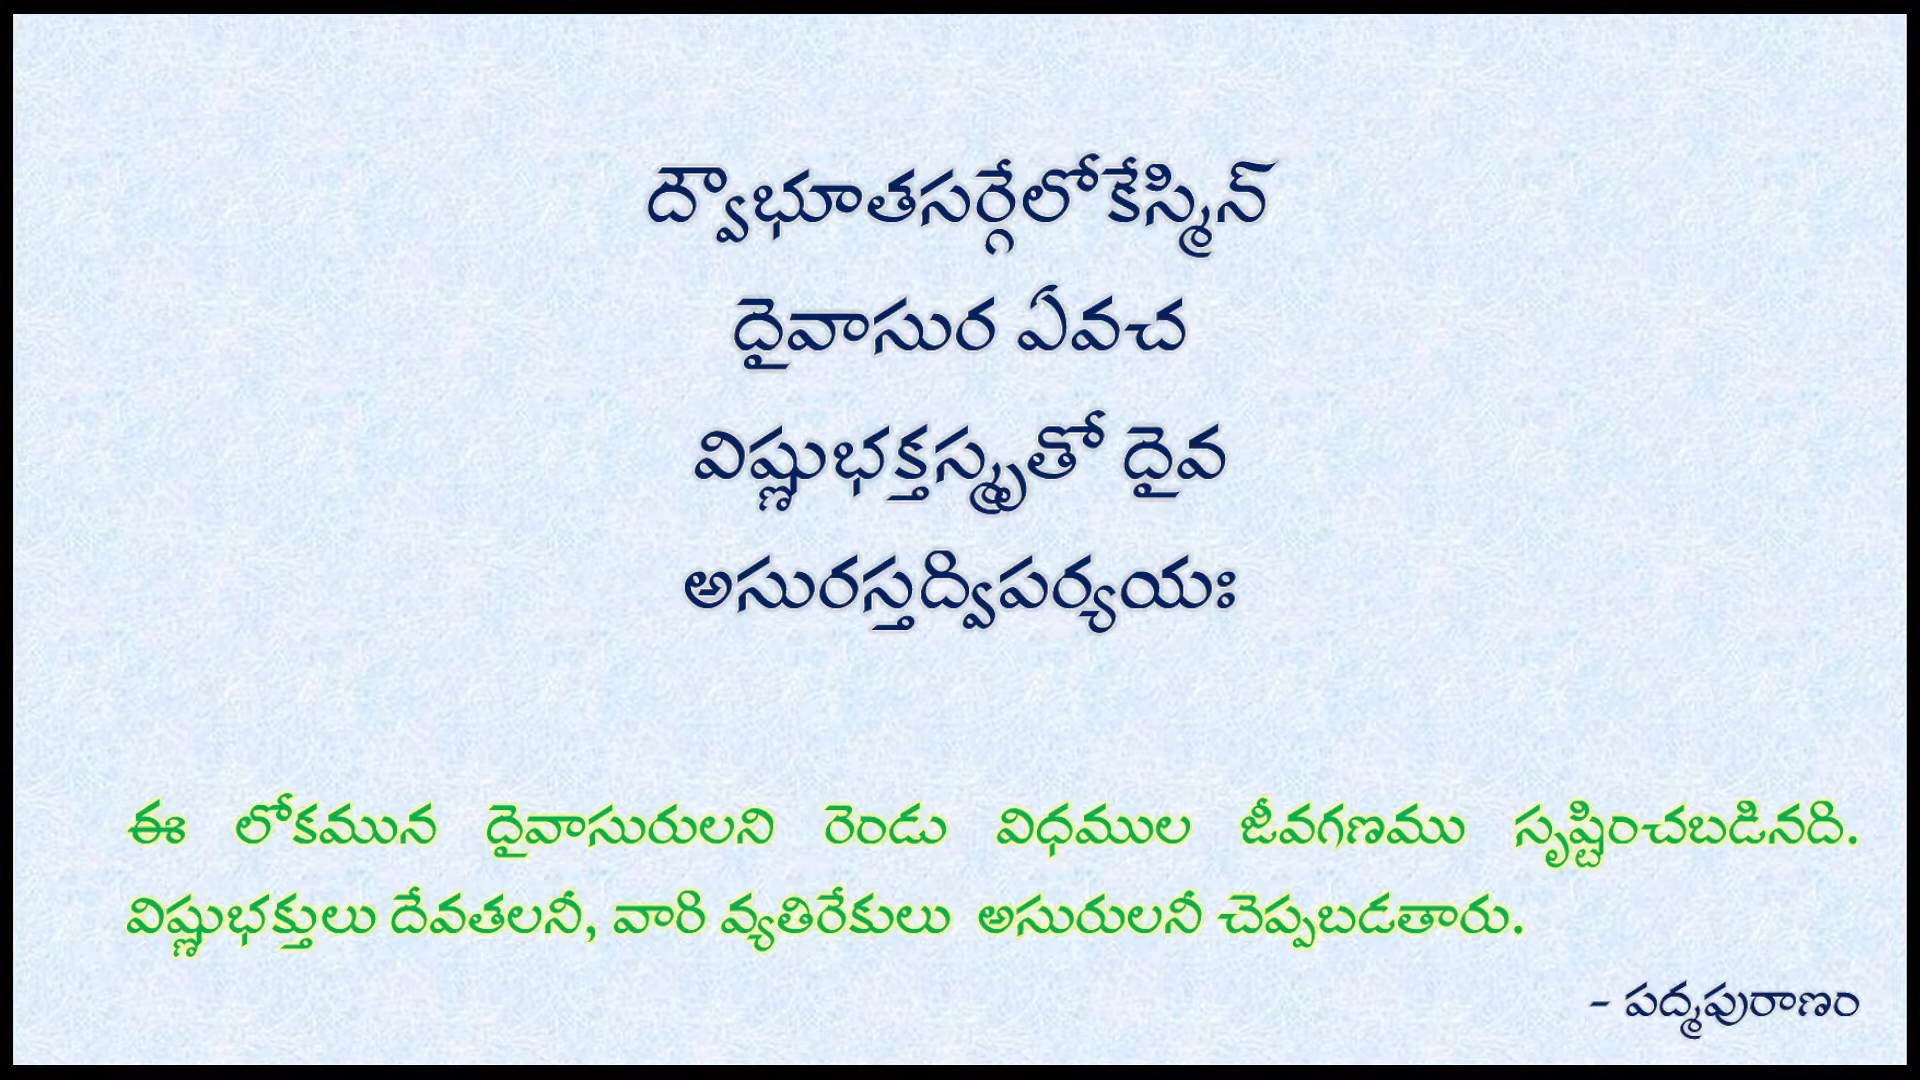 ద్వౌభూతసర్గేలోకేస్మిన్
దైవాసుర ఏవచ
విష్ణుభక్తస్మృతో దైవ
అసురస్తద్విపర్యయః
ఈ లోకమున దైవాసురులని రెండు విధముల జీవగణము సృష్టించబడినది.
విష్ణుభక్తులు దేవతలనీ, వారి వ్యతిరేకులు అసురులనీ చెప్పబడతారు.
- పద్మపురాణం